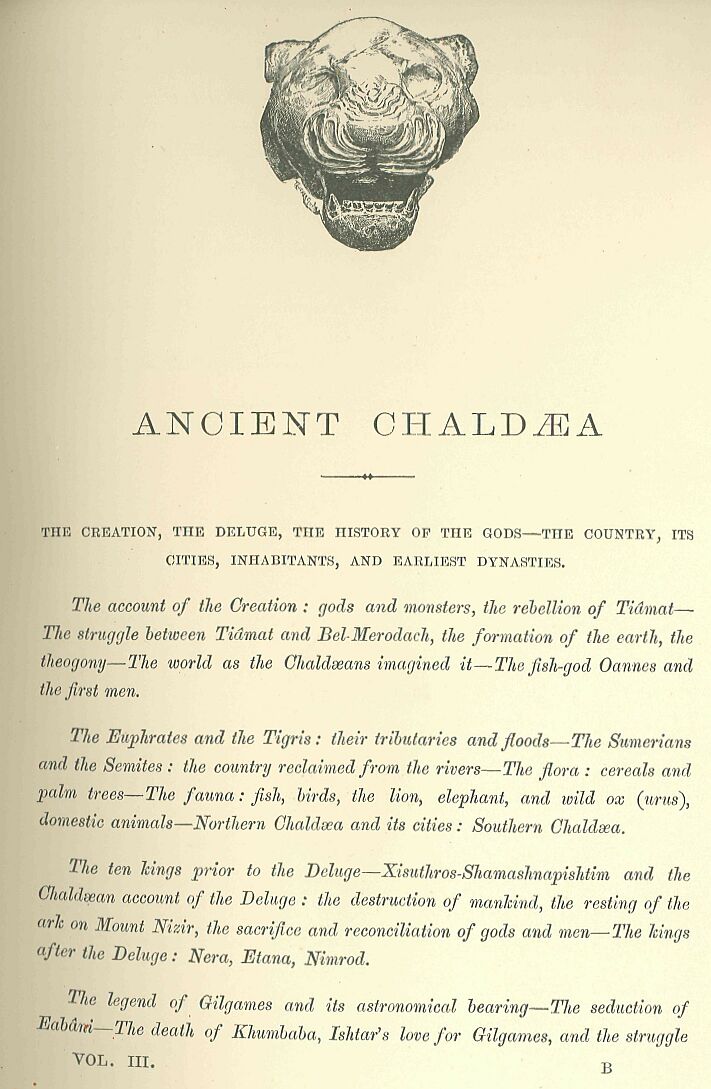 ANCIENT CHALDÆA
THE CREATION, THE DELUGE, THE HISTORY OF THE GODS—THE COUNTRY, ITS
CITIES, INHABITANTS, AND EARLIEST DYNASTIES.
The account of the Creation : gods and monsters, the rebellion of Tiâmat—
The struggle between Tiâmat and Bel-Merodach, the formation of the earth, the
theogony—The world as the Chaldæans imagined it—The fish-god Oannes and
the first men.
The Euphrates and the Tigris : their tributaries and floods—The Sumerians
and the Semites : the country reclaimed from the rivers—The flora : cereals and
palm trees—The fauna : fish, birds, the lion, elephant, and wild ox (urus),
domestic animals—Northern Chaldæa and its cities : Southern Chaldæa.
The ten kings prior to the Deluge—Xisuthros-Shamashnapishtim and the
Chaldæan account of the Deluge : the destruction of mankind, the resting of the
ark on Mount Nizir, the sacrifice and reconciliation of gods and men—The kings
after the Deluge : Nera, Etana, Nimrod.
The legend of Gilgames and its astronomical bearing—The seduction of
Eabâni—The death of Khumbaba, Ishtar's love for Gilgames, and the struggle
VOL. III.
B